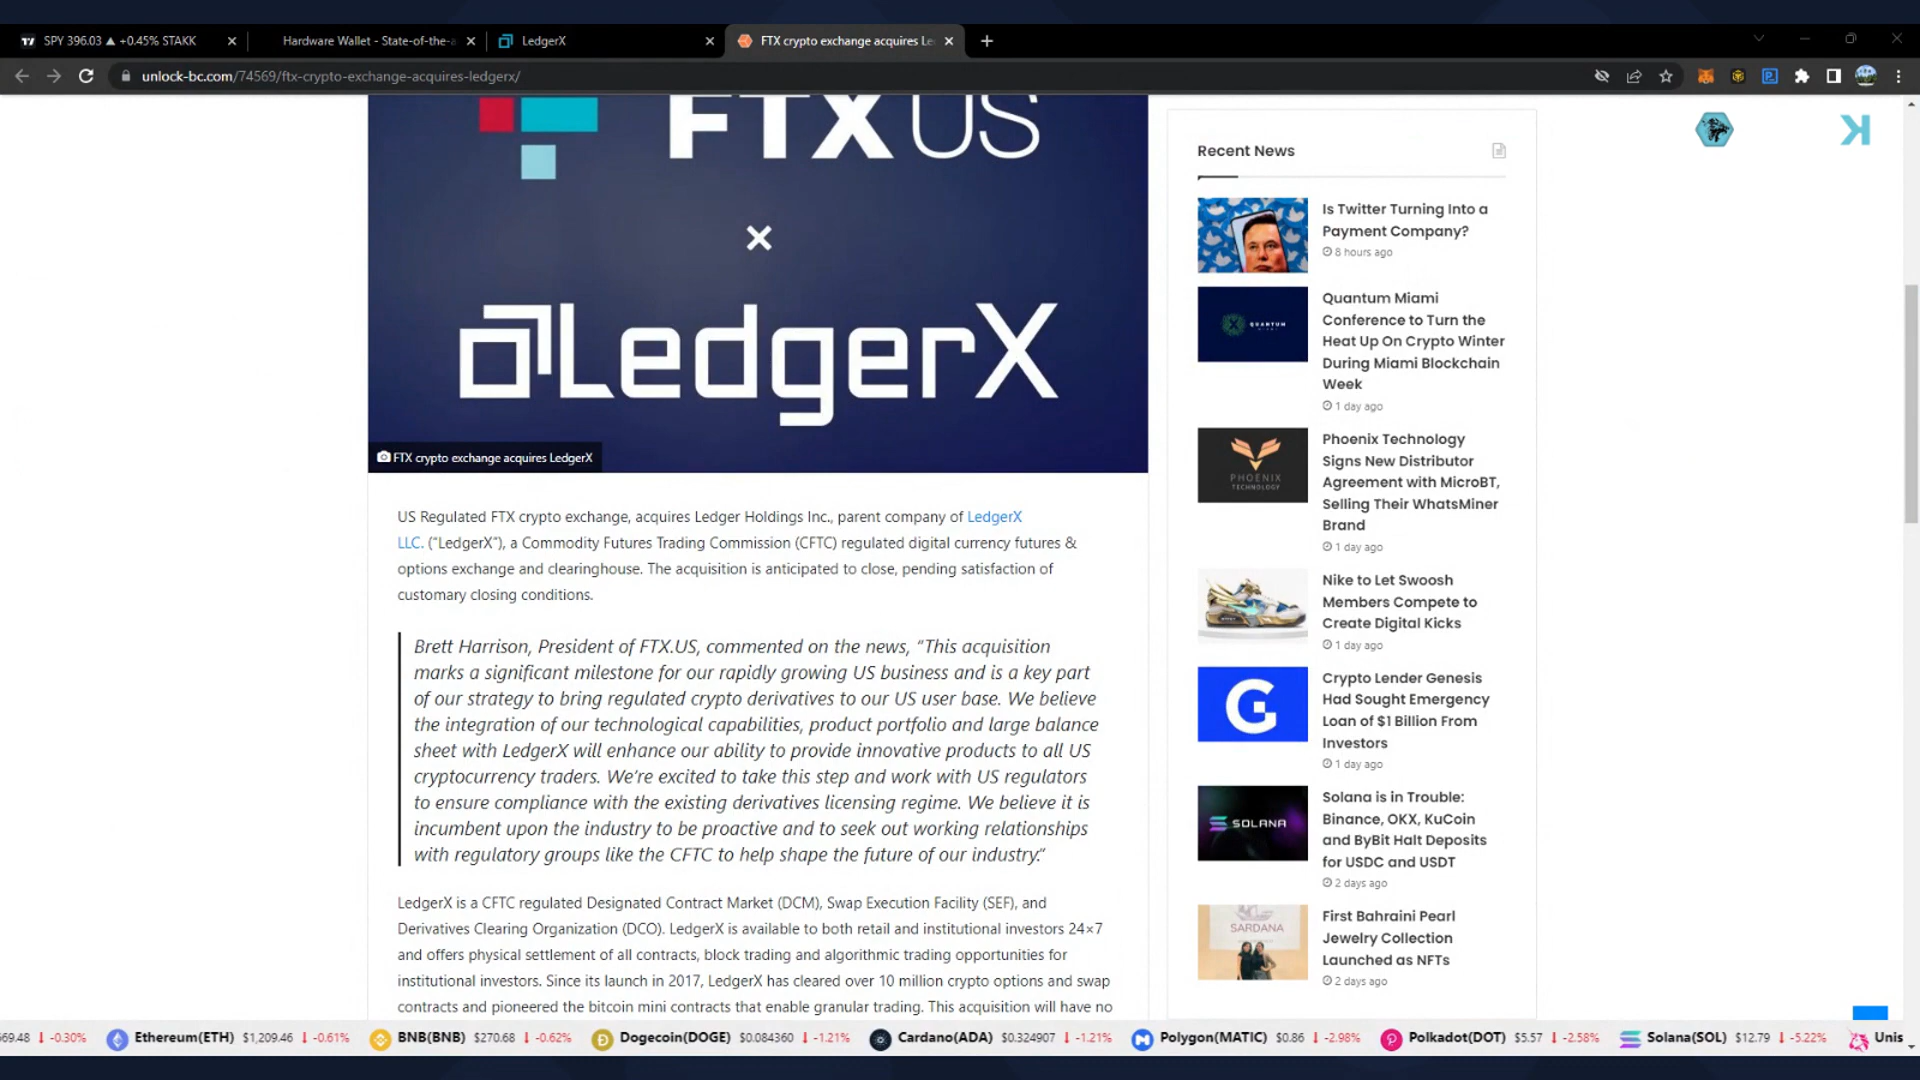 SPY 396.03 ▲ +0.45% STAKK
Hardware Wallet - State-of-the-a
LedgerX
FTX crypto exchange acquires Le
unlock-bc.com/74569/ftx-crypto-exchange-acquires-ledgerx/
FTX US
×
LedgerX
FTX crypto exchange acquires LedgerX
US Regulated FTX crypto exchange, acquires Ledger Holdings Inc., parent company of LedgerX
LLC. (“LedgerX”), a Commodity Futures Trading Commission (CFTC) regulated digital currency futures &
options exchange and clearinghouse. The acquisition is anticipated to close, pending satisfaction of
customary closing conditions.
Brett Harrison, President of FTX.US, commented on the news, “This acquisition
marks a significant milestone for our rapidly growing US business and is a key part
of our strategy to bring regulated crypto derivatives to our US user base. We believe
the integration of our technological capabilities, product portfolio and large balance
sheet with LedgerX will enhance our ability to provide innovative products to all US
cryptocurrency traders. We’re excited to take this step and work with US regulators
to ensure compliance with the existing derivatives licensing regime. We believe it is
incumbent upon the industry to be proactive and to seek out working relationships
with regulatory groups like the CFTC to help shape the future of our industry.”
LedgerX is a CFTC regulated Designated Contract Market (DCM), Swap Execution Facility (SEF), and
Derivatives Clearing Organization (DCO). LedgerX is available to both retail and institutional investors 24×7
and offers physical settlement of all contracts, block trading and algorithmic trading opportunities for
institutional investors. Since its launch in 2017, LedgerX has cleared over 10 million crypto options and swap
contracts and pioneered the bitcoin mini contracts that enable granular trading. This acquisition will have no
Recent News
Is Twitter Turning Into a
Payment Company?
8 hours ago
QUANTUM
Quantum Miami
Conference to Turn the
Heat Up On Crypto Winter
During Miami Blockchain
Week
1 day ago
PHOENIX
TECHNOLOGY
Phoenix Technology
Signs New Distributor
Agreement with MicroBT,
Selling Their WhatsMiner
Brand
1 day ago
Nike to Let Swoosh
Members Compete to
Create Digital Kicks
1 day ago
G
Crypto Lender Genesis
Had Sought Emergency
Loan of $1 Billion From
Investors
1 day ago
SOLANA
Solana is in Trouble:
Binance, OKX, KuCoin
and ByBit Halt Deposits
for USDC and USDT
2 days ago
SARDANA
First Bahraini Pearl
Jewelry Collection
Launched as NFTs
2 days ago
69.48 ↓ -0.30% Ethereum(ETH) $1,209.46 ↓ -0.61% BNB(BNB) $270.68 ↓ -0.62% Dogecoin(DOGE) $0.084360 ↓ -1.21% Cardano(ADA) $0.324907 ↓ -1.21% Polygon(MATIC) $0.86 ↓ -2.98% Polkadot(DOT) $5.57 ↓ -2.58% Solana(SOL) $12.79 ↓ -5.22% Unis